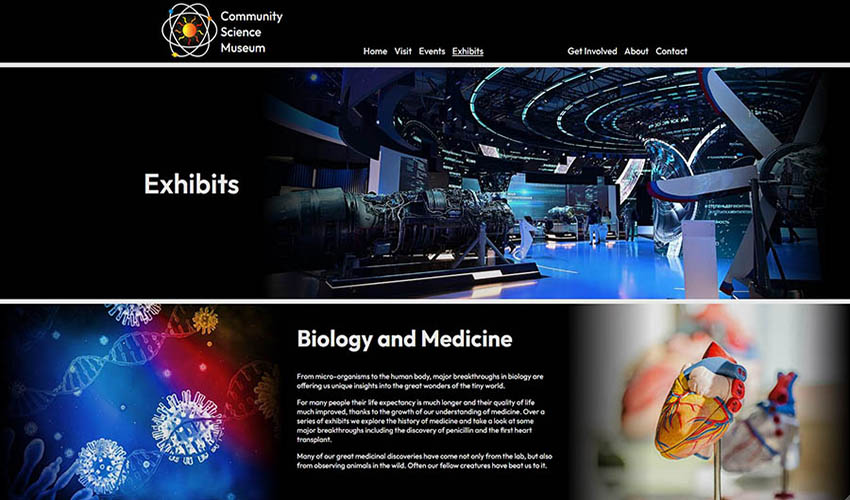 Community
Science
Museum
Home Visit Events Exhibits Get Involved About Contact
Exhibits
Biology and Medicine
From micro-organisms to the human body, major breakthroughs in biology are
offering us unique insights into the great wonders of the tiny world.
For many people their life expectancy is much longer and their quality of life
much improved, thanks to the growth of our understanding of medicine. Over a
series of exhibits we explore the history of medicine and take a look at some
major breakthroughs including the discovery of penicillin and the first heart
transplant.
Many of our great medicinal discoveries have come not only from the lab, but also
from observing animals in the wild. Often our fellow creatures have beat us to it.